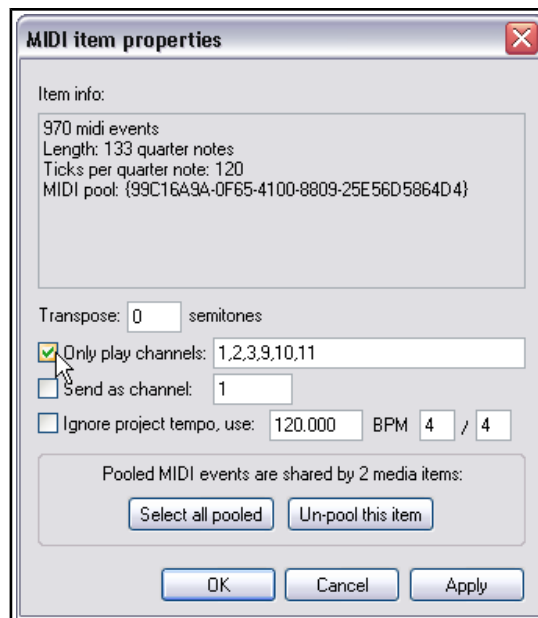 MIDI item properties
Item info:
970 midi events
Length: 133 quarter notes
Ticks per quarter note: 120
MIDI pool: {99C16A9A-0F65-4100-8809-25E56D5864D4}
Transpose: 0 semitones
Only play channels: 1,2,3,9,10,11
Send as channel: 1
Ignore project tempo, use: 120.000 BPM 4 / 4
Pooled MIDI events are shared by 2 media items:
Select all pooled Un-pool this item
OK Cancel Apply